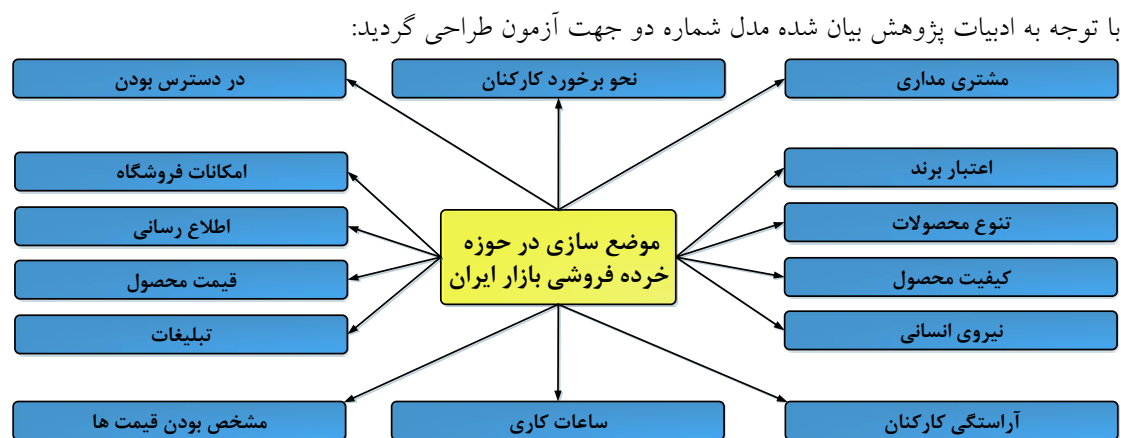 با توجه به ادبیات پژوهش بیان شده مدل شماره دو جهت آزمون طراحی گردید:
مشتری مداری
نحو برخورد کارکنان
در دسترس بودن
اعتبار برند
امکانات فروشگاه
تنوع محصولات
اطلاع رسانی
موضع سازی در حوزه
خرده فروشی بازار ایران
کیفیت محصول
قیمت محصول
نیروی انسانی
تبلیغات
آراستگی کارکنان
ساعات کاری
مشخص بودن قیمت ها